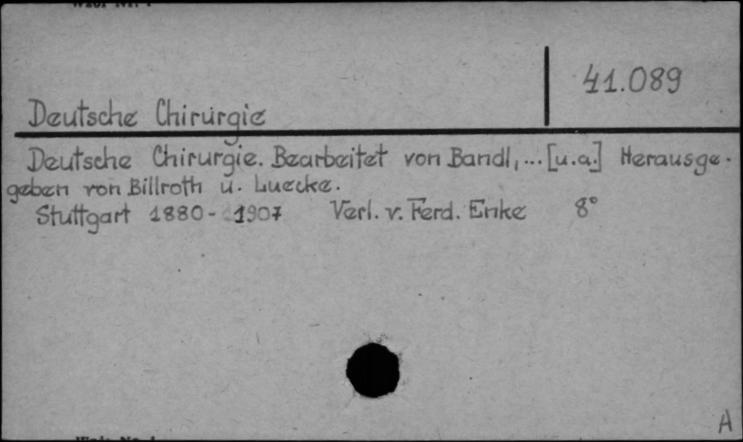 41.089
Deutsche Chirurgie
Deutsche Chirurgie. Bearbeitet von Bandl,... [u.a.] Herausge-
geben von Billroth u. Luecke.
Stuttgart 1880-1907 Verl. v. Ferd. Enke 8°
A